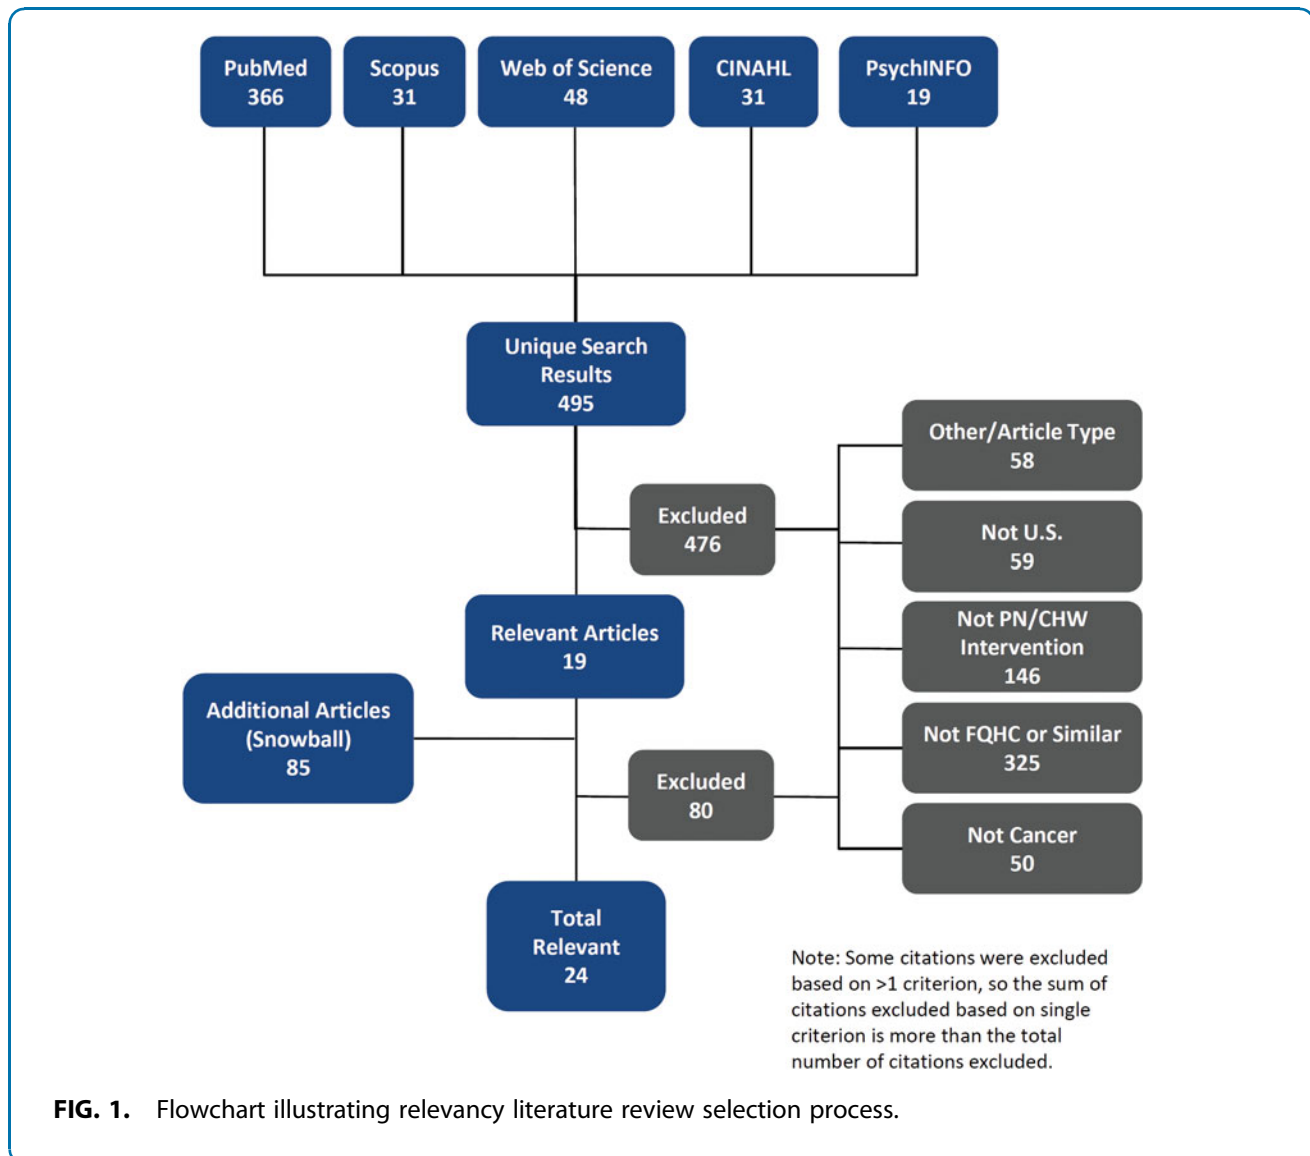 PubMed
366
Scopus
31
Web of Science
48
CINAHL
31
PsychINFO
19
Unique Search
Results
495
Excluded
476
Other/Article Type
58
Not U.S.
59
Not PN/CHW
Intervention
146
Not FQHC or Similar
325
Not Cancer
50
Relevant Articles
19
Additional Articles
(Snowball)
85
Excluded
80
Total
Relevant
24
Note: Some citations were excluded
based on >1 criterion, so the sum of
citations excluded based on single
criterion is more than the total
number of citations excluded.
FIG. 1. Flowchart illustrating relevancy literature review selection process.